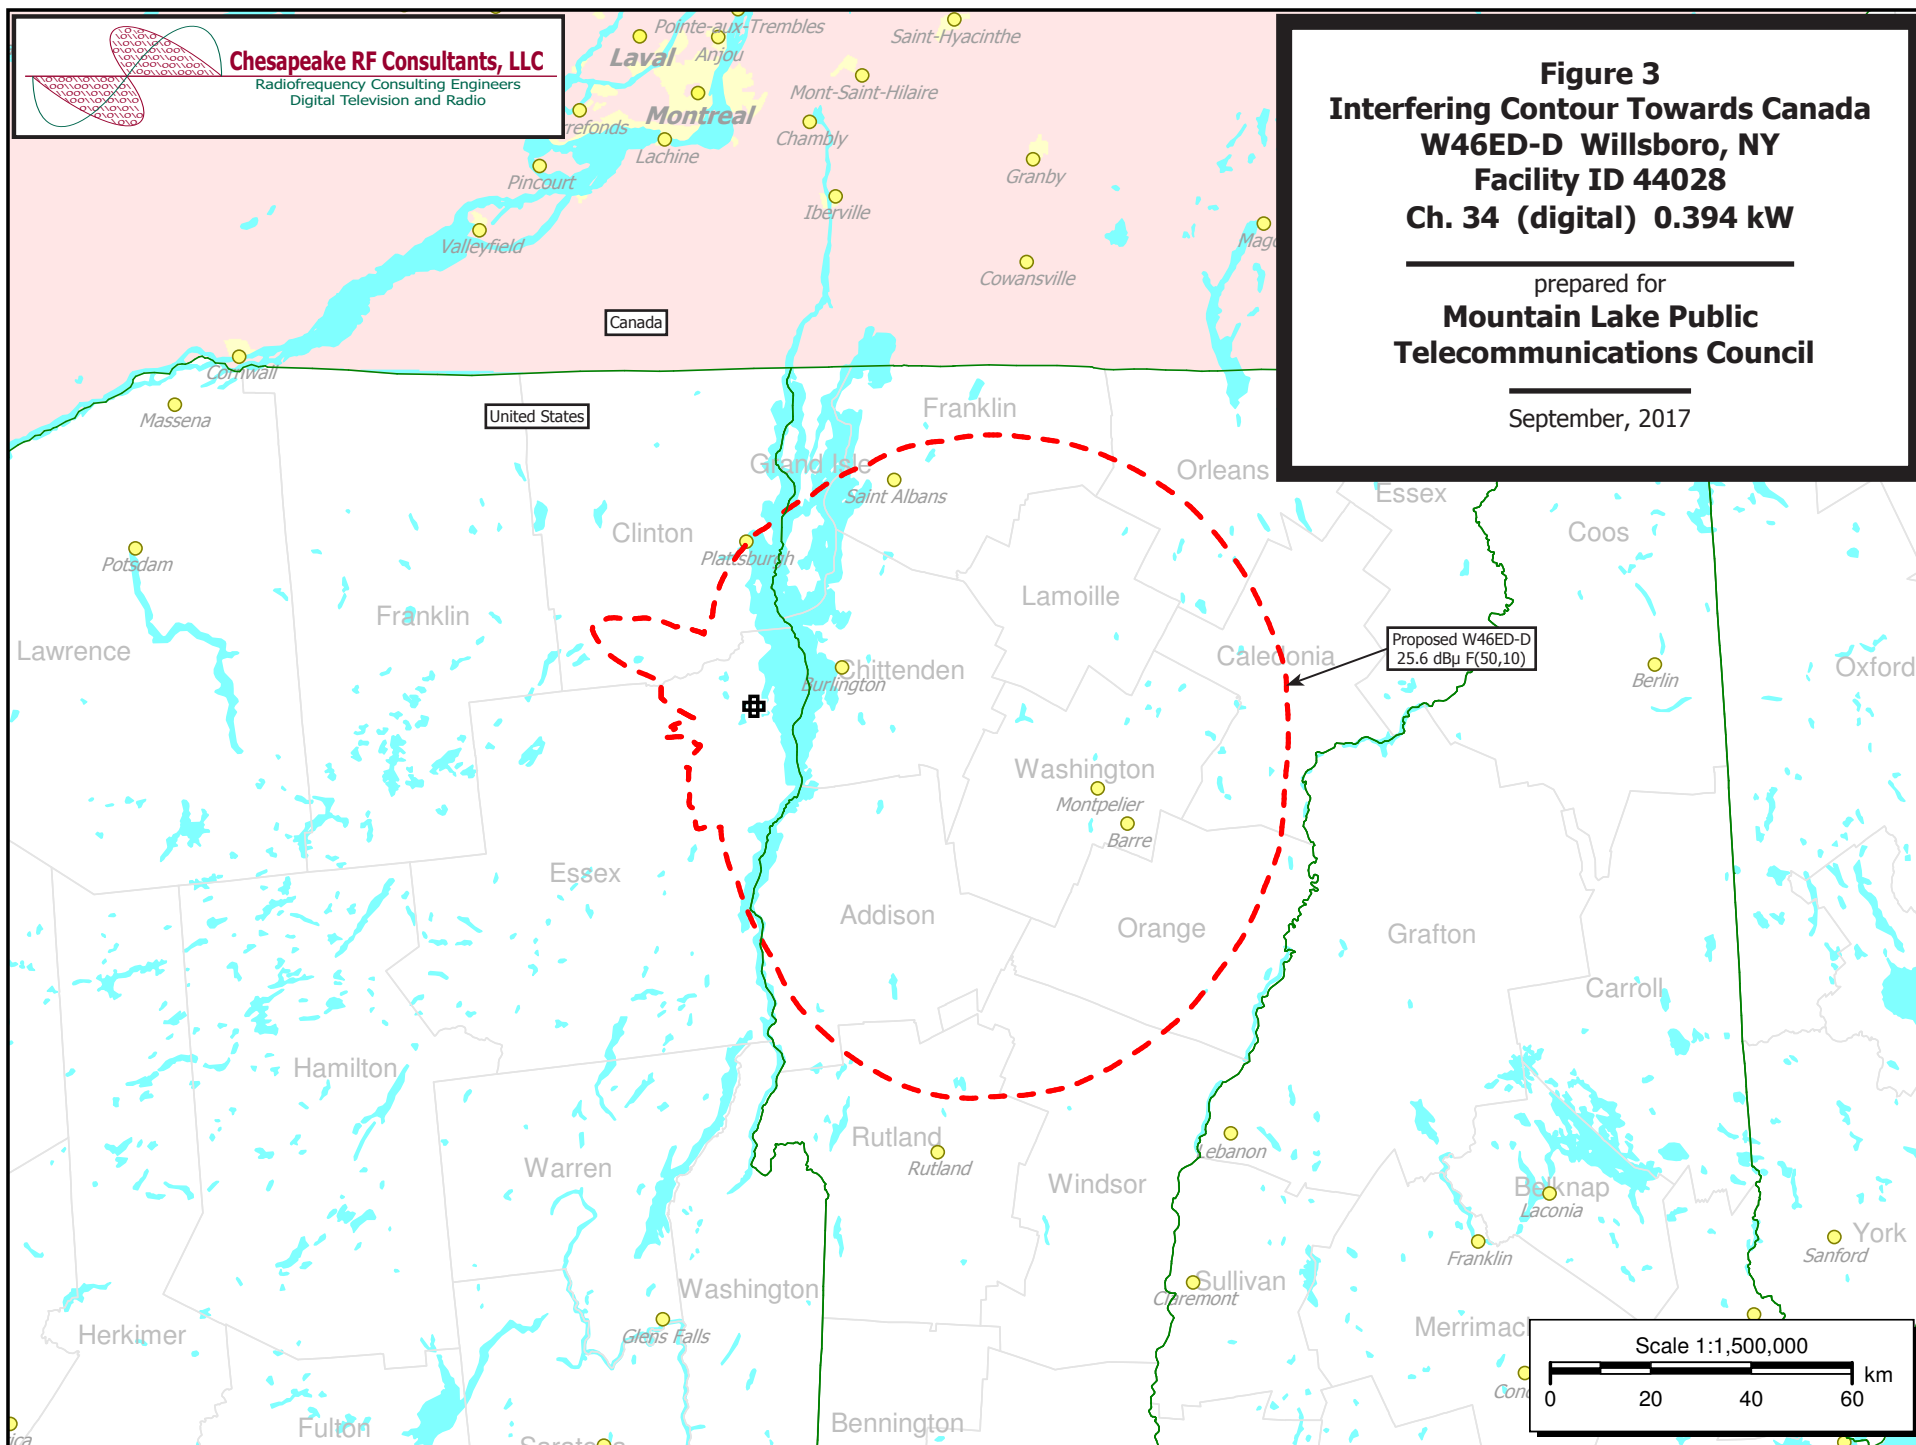 Chesapeake RF Consultants, LLC
Radiofrequency Consulting Engineers
Digital Television and Radio
Figure 3
Interfering Contour Towards Canada
W46ED-D Willsboro, NY
Facility ID 44028
Ch. 34 (digital) 0.394 kW
prepared for
Mountain Lake Public
Telecommunications Council
September, 2017
Pointe-aux-Trembles
Saint-Hyacinthe
Laval
Anjou
Mont-Saint-Hilaire
Montreal
rrefonds
Chambly
Lachine
Pincourt
Granby
Iberville
Valleyfield
Mago
Cowansville
Canada
Cornwall
United States
Massena
Franklin
Grand Isle
Orleans
Saint Albans
Essex
Clinton
Coos
Plattsburgh
Potsdam
Lamoille
Franklin
Lawrence
Proposed W46ED-D
25.6 dBµ F(50,10)
Caledonia
Chittenden
Oxford
Burlington
Berlin
Washington
Montpelier
Barre
Essex
Addison
Orange
Grafton
Carroll
Hamilton
Rutland
Rutland
Lebanon
Warren
Windsor
Belknap
Laconia
York
Sanford
Franklin
Sullivan
Claremont
Washington
Glens Falls
Herkimer
Merrimac
Scale 1:1,500,000
km
0 20 40 60
Conc
Bennington
Fulton
Saratoga
ica